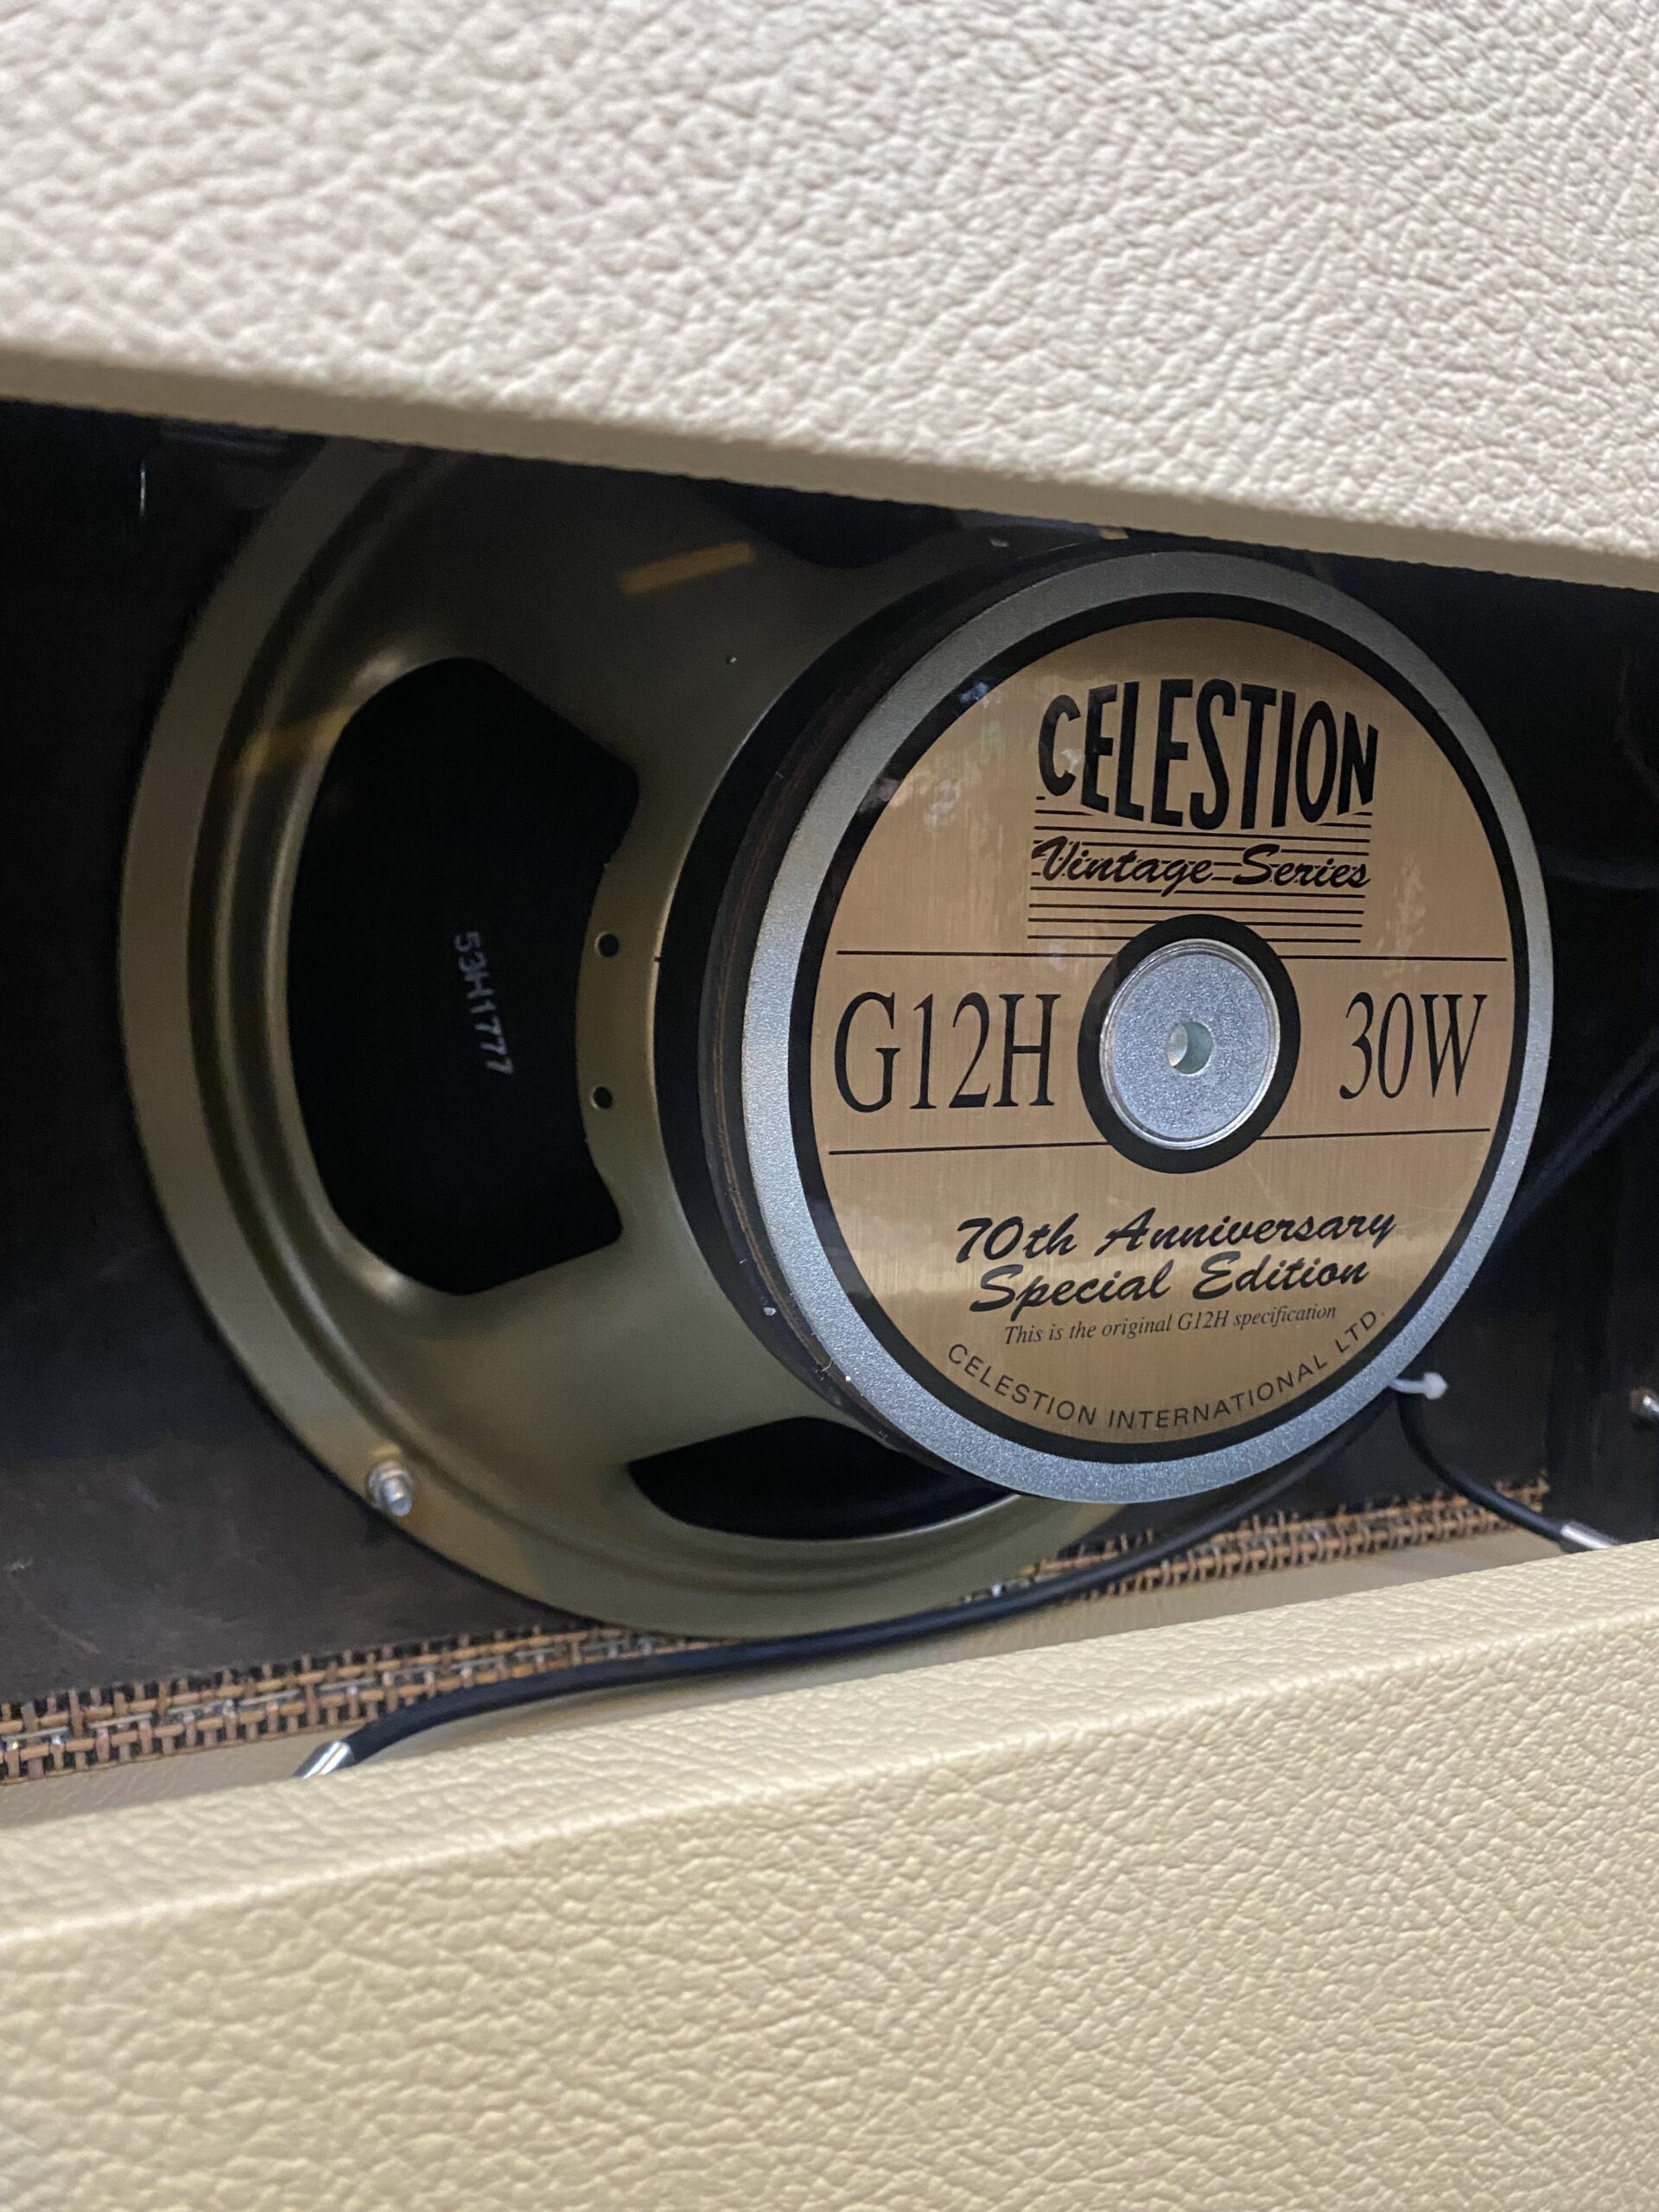 CELESTION
Vintage Series
G12H 30W
70th Anniversary
Special Edition
This is the original G12H specification
CELESTION INTERNATIONAL LTD.
53H1777